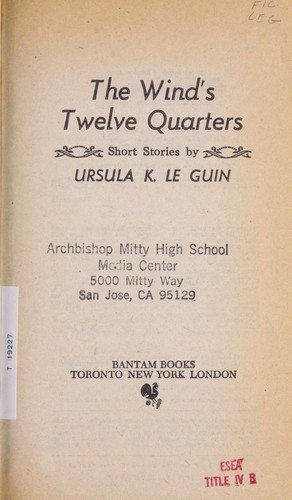 FIC
LEG
The Wind's
Twelve Quarters
Short Stories by
URSULA K. LE GUIN
Archbishop Mitty High School
Media Center
5000 Mitty Way
San Jose, CA 95129
T 19227
BANTAM BOOKS
TORONTO NEW YORK LONDON
ESEA
TITLE IV B